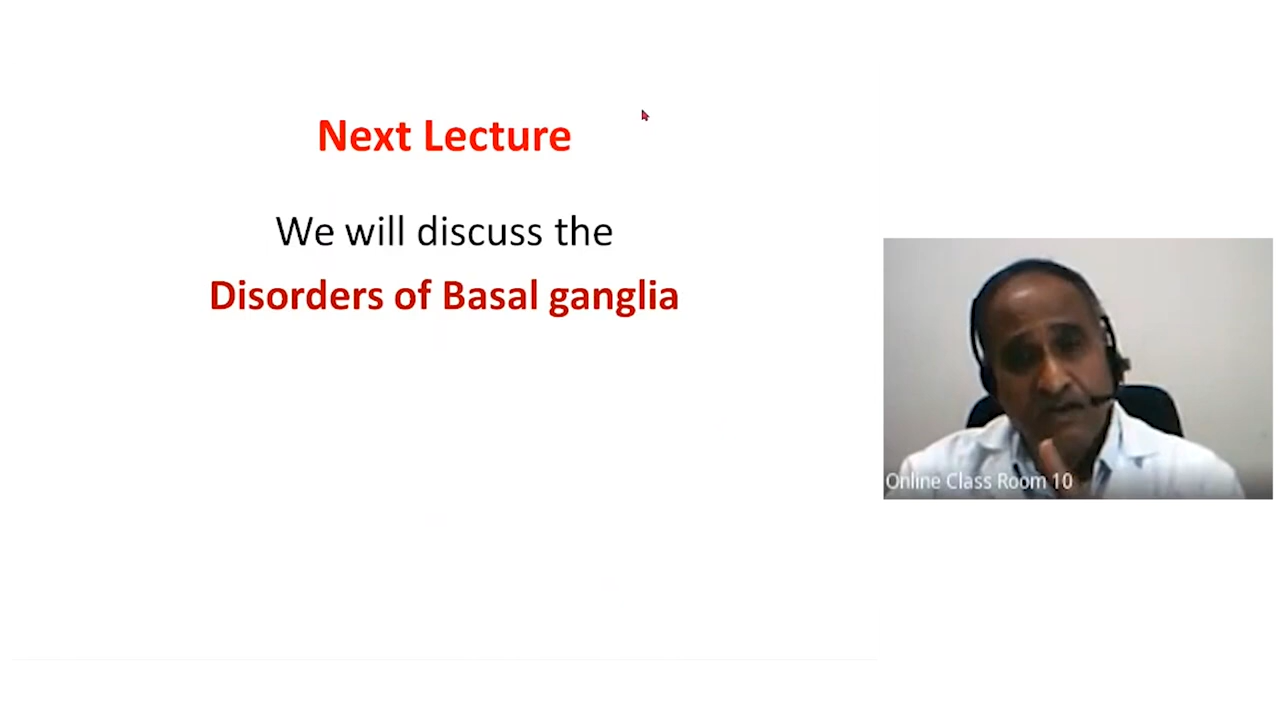 Next Lecture
We will discuss the
Disorders of Basal ganglia
Online Class Room 10